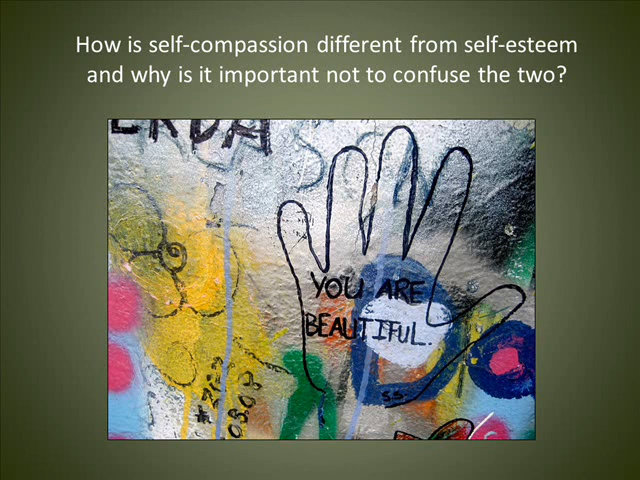 How is self-compassion different from self-esteem
and why is it important not to confuse the two?
YOU ARE
BEAUTIFUL.
S.S.